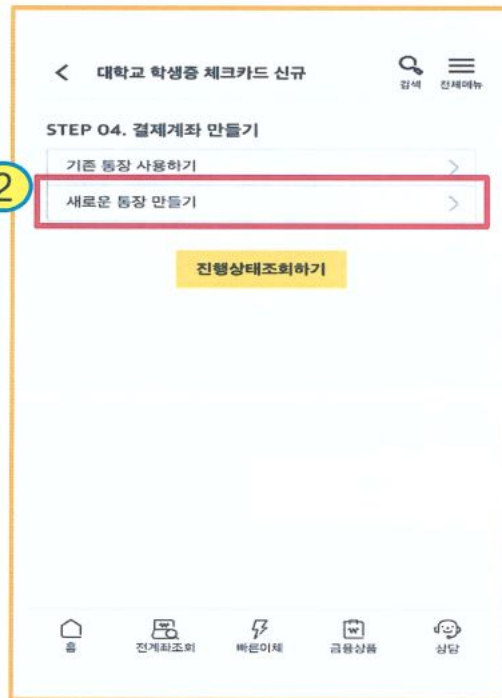 대학교 학생증 체크카드 신규
검색 전체메뉴
STEP 04. 결제계좌 만들기
기존 통장 사용하기
2
새로운 통장 만들기
진행상태조회하기
홈 전계좌조회 빠른이체 금융상품 상담